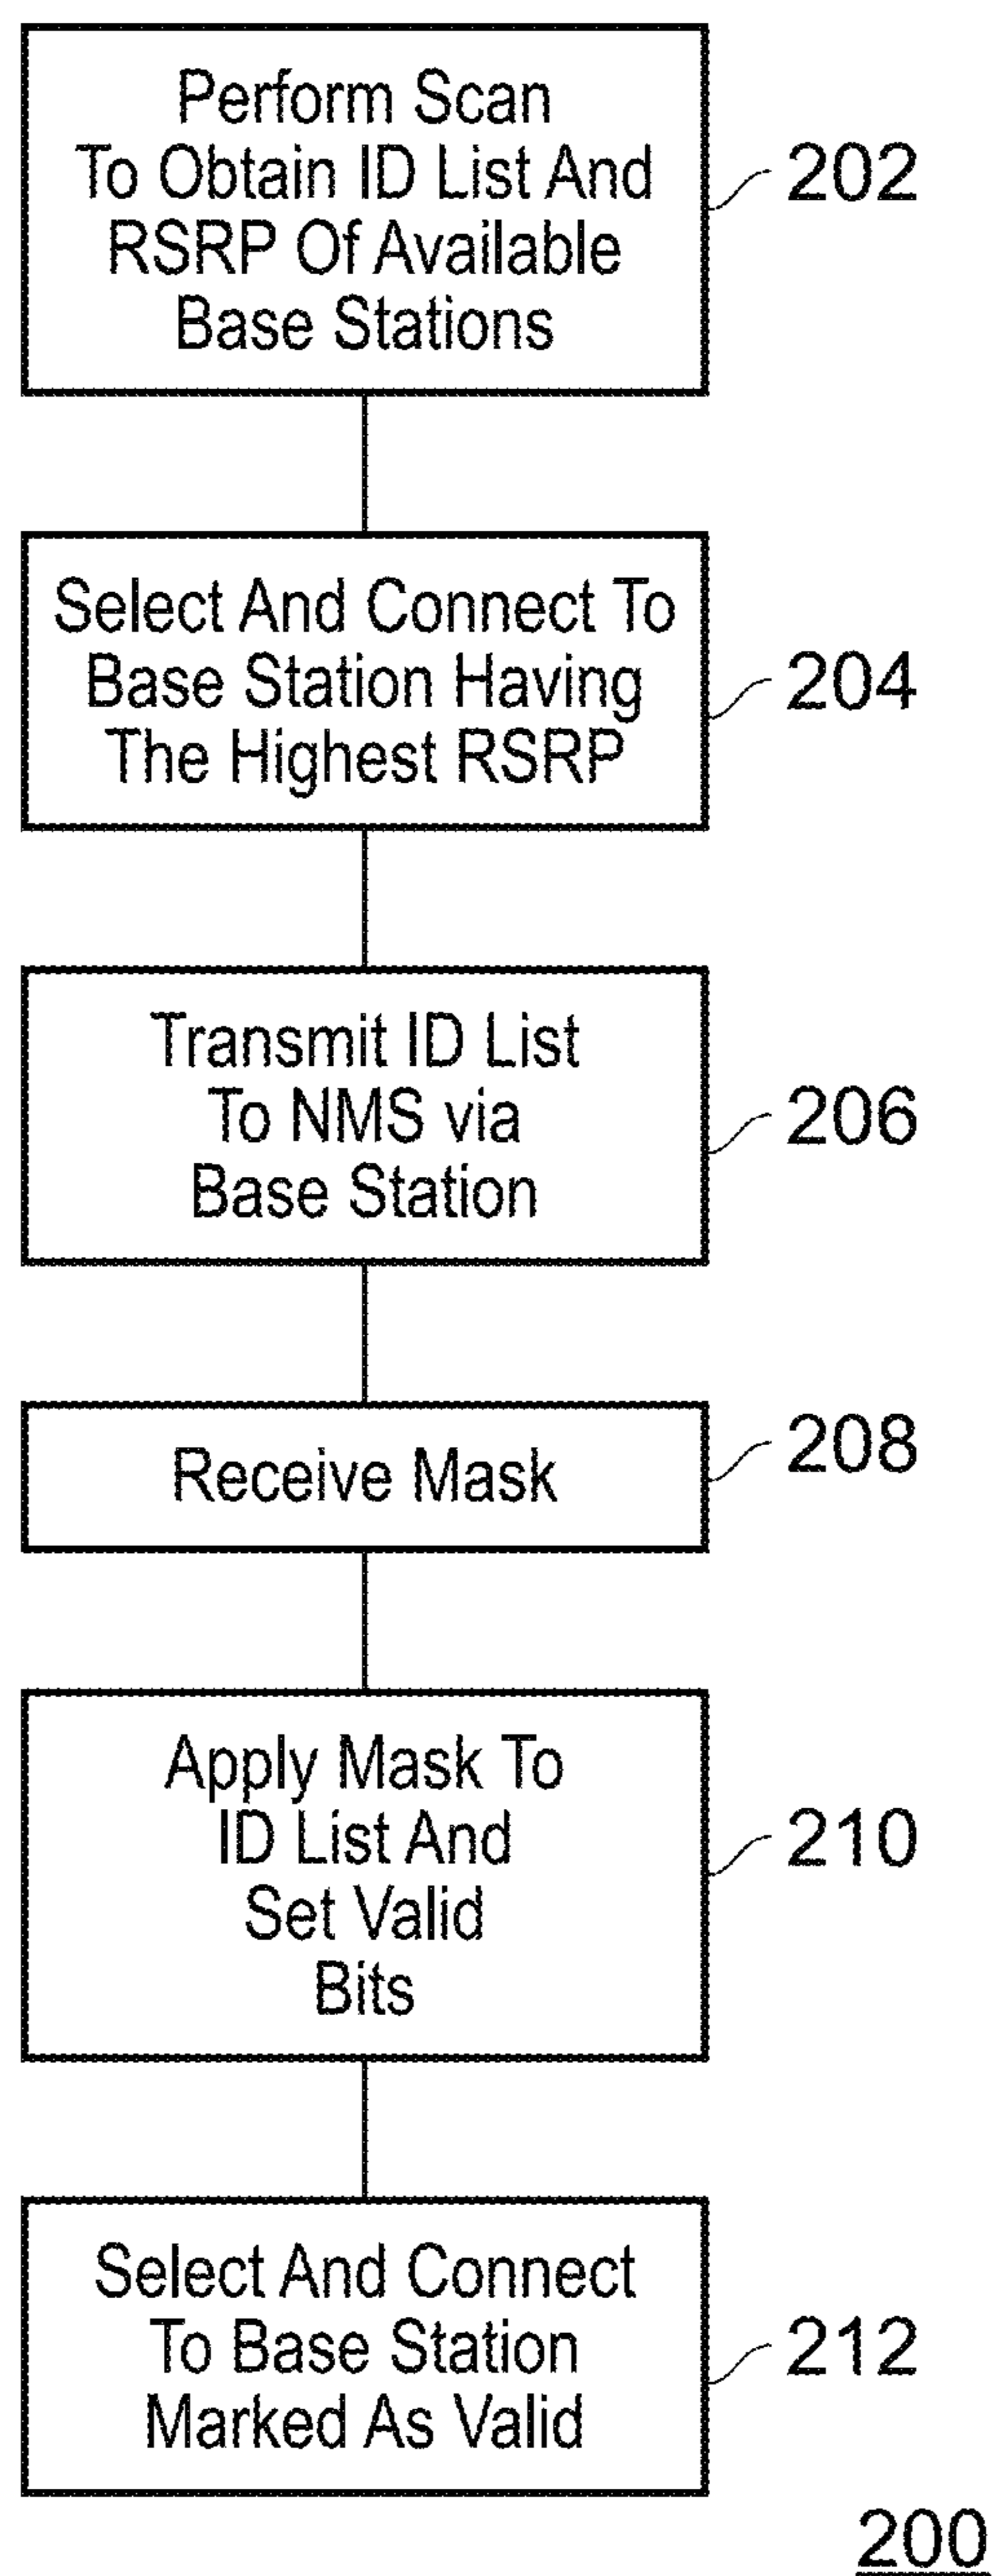 Perform Scan
To Obtain ID List And
RSRP Of Available
Base Stations
202
Select And Connect To
Base Station Having
The Highest RSRP
204
Transmit ID List
To NMS via
Base Station
206
Receive Mask
208
Apply Mask To
ID List And
Set Valid
Bits
210
Select And Connect
To Base Station
Marked As Valid
212
200